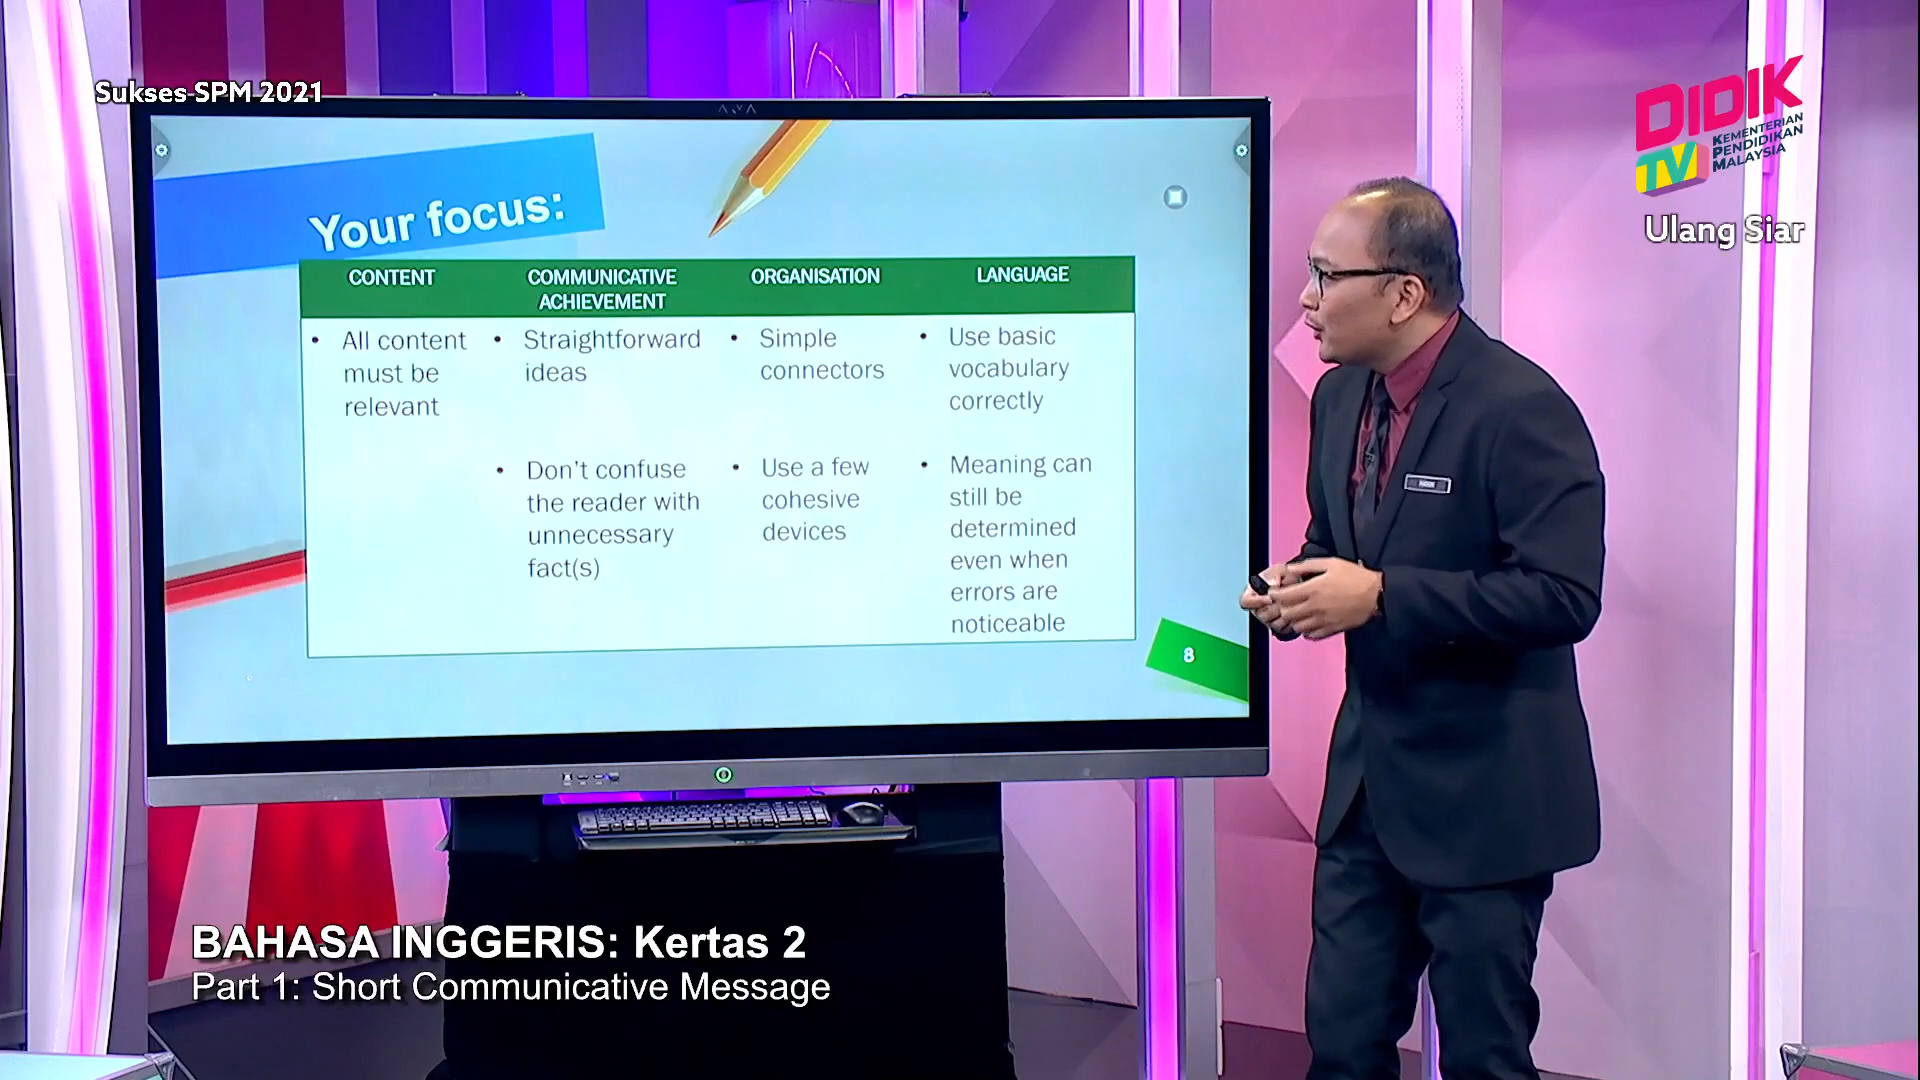 Sukses SPM 2021
DIDIK
TV
KEMENTERIAN
PENDIDIKAN
MALAYSIA
Ulang Siar
Your focus:
CONTENT
COMMUNICATIVE
ACHIEVEMENT
ORGANISATION
LANGUAGE
• All content
must be
relevant
• Straightforward
ideas
• Don't confuse
the reader with
unnecessary
fact(s)
• Simple
connectors
• Use a few
cohesive
devices
• Use basic
vocabulary
correctly
• Meaning can
still be
determined
even when
errors are
noticeable
8
BAHASA INGGERIS: Kertas 2
Part 1: Short Communicative Message